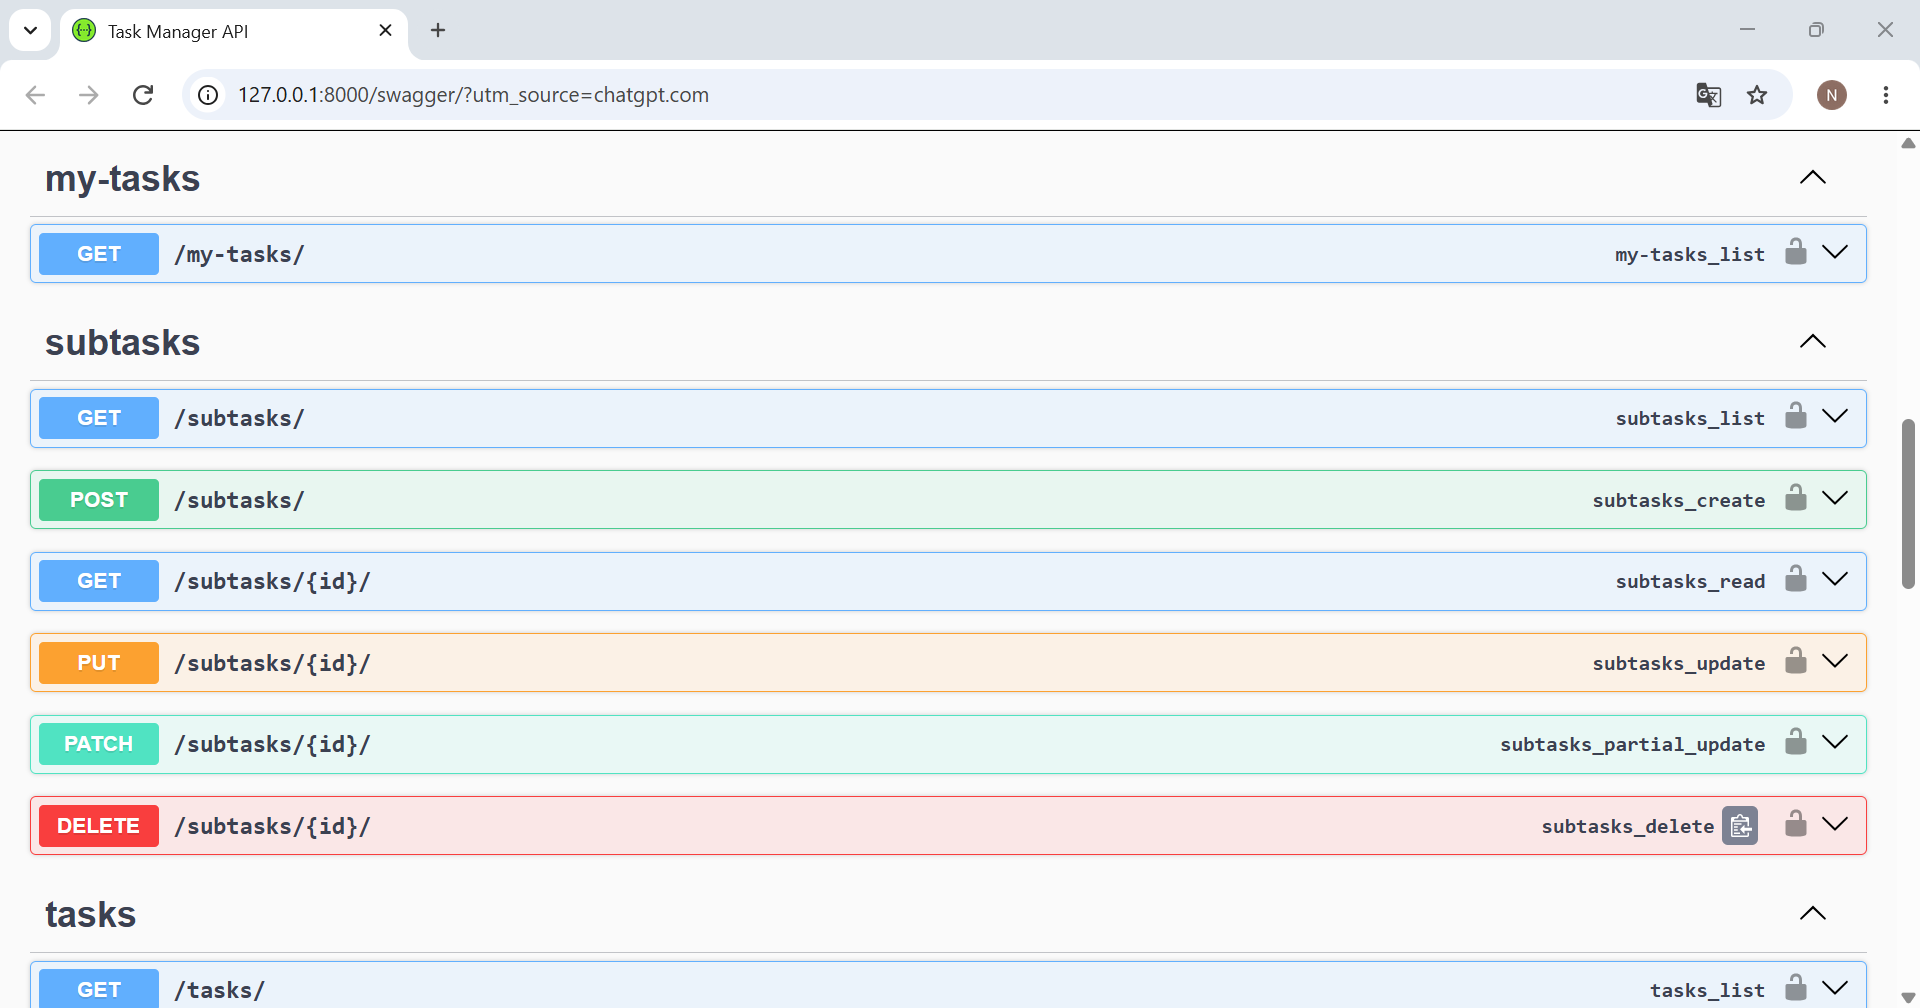 Task Manager API
127.0.0.1:8000/swagger/?utm_source=chatgpt.com
N
my-tasks
GET /my-tasks/ my-tasks_list
subtasks
GET /subtasks/ subtasks_list
POST /subtasks/ subtasks_create
GET /subtasks/{id}/ subtasks_read
PUT /subtasks/{id}/ subtasks_update
PATCH /subtasks/{id}/ subtasks_partial_update
DELETE /subtasks/{id}/ subtasks_delete
tasks
GET /tasks/ tasks_list